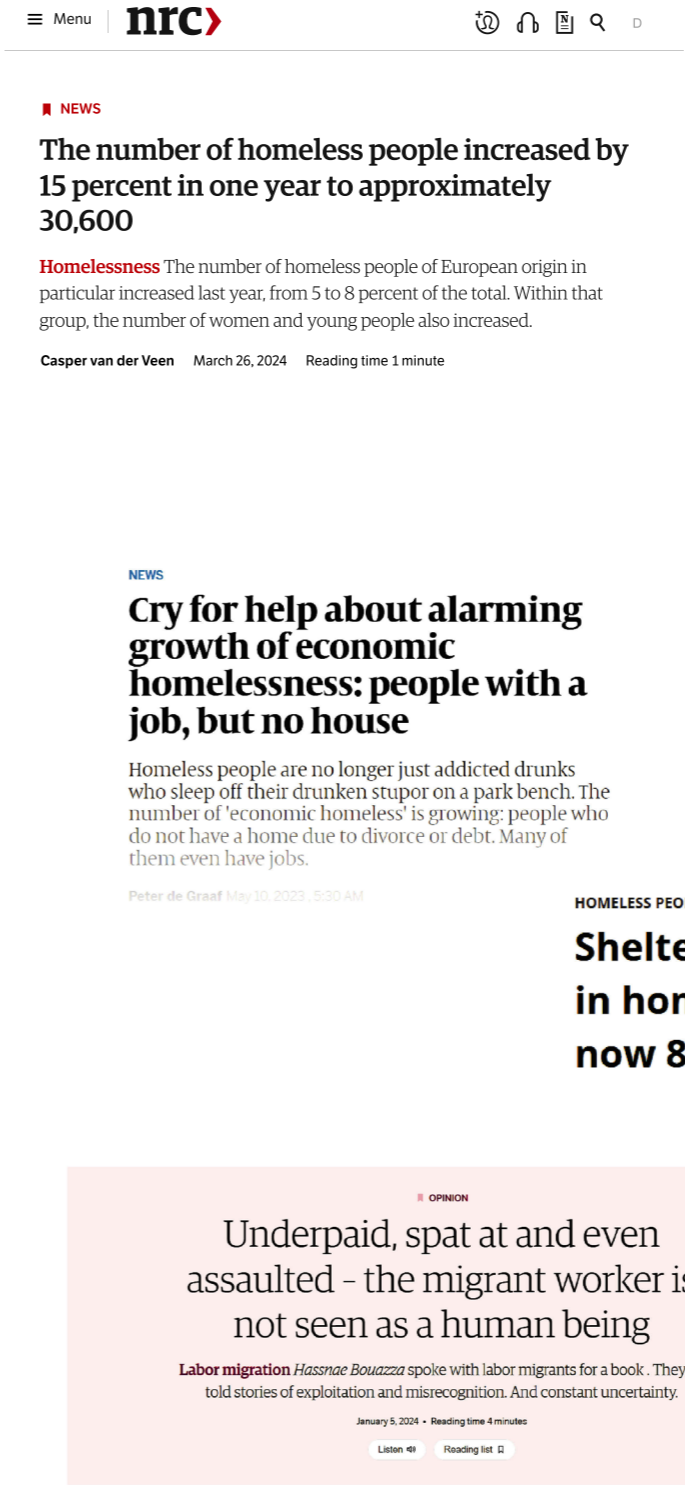 Menu
nrc
D
NEWS
The number of homeless people increased by
15 percent in one year to approximately
30,600
Homelessness The number of homeless people of European origin in
particular increased last year, from 5 to 8 percent of the total. Within that
group, the number of women and young people also increased.
Casper van der Veen March 26, 2024 Reading time 1 minute
NEWS
Cry for help about alarming
growth of economic
homelessness: people with a
job, but no house
Homeless people are no longer just addicted drunks
who sleep off their drunken stupor on a park bench. The
number of 'economic homeless' is growing: people who
do not have a home due to divorce or debt. Many of
them even have jobs.
Peter de Graaf May 10, 2023 , 5:30 AM
HOMELESS PEO
Shelte
in hor
now 8
OPINION
Underpaid, spat at and even
assaulted – the migrant worker is
not seen as a human being
Labor migration Hassnae Bouazza spoke with labor migrants for a book . They
told stories of exploitation and misrecognition. And constant uncertainty.
January 5, 2024 • Reading time 4 minutes
Listen
Reading list